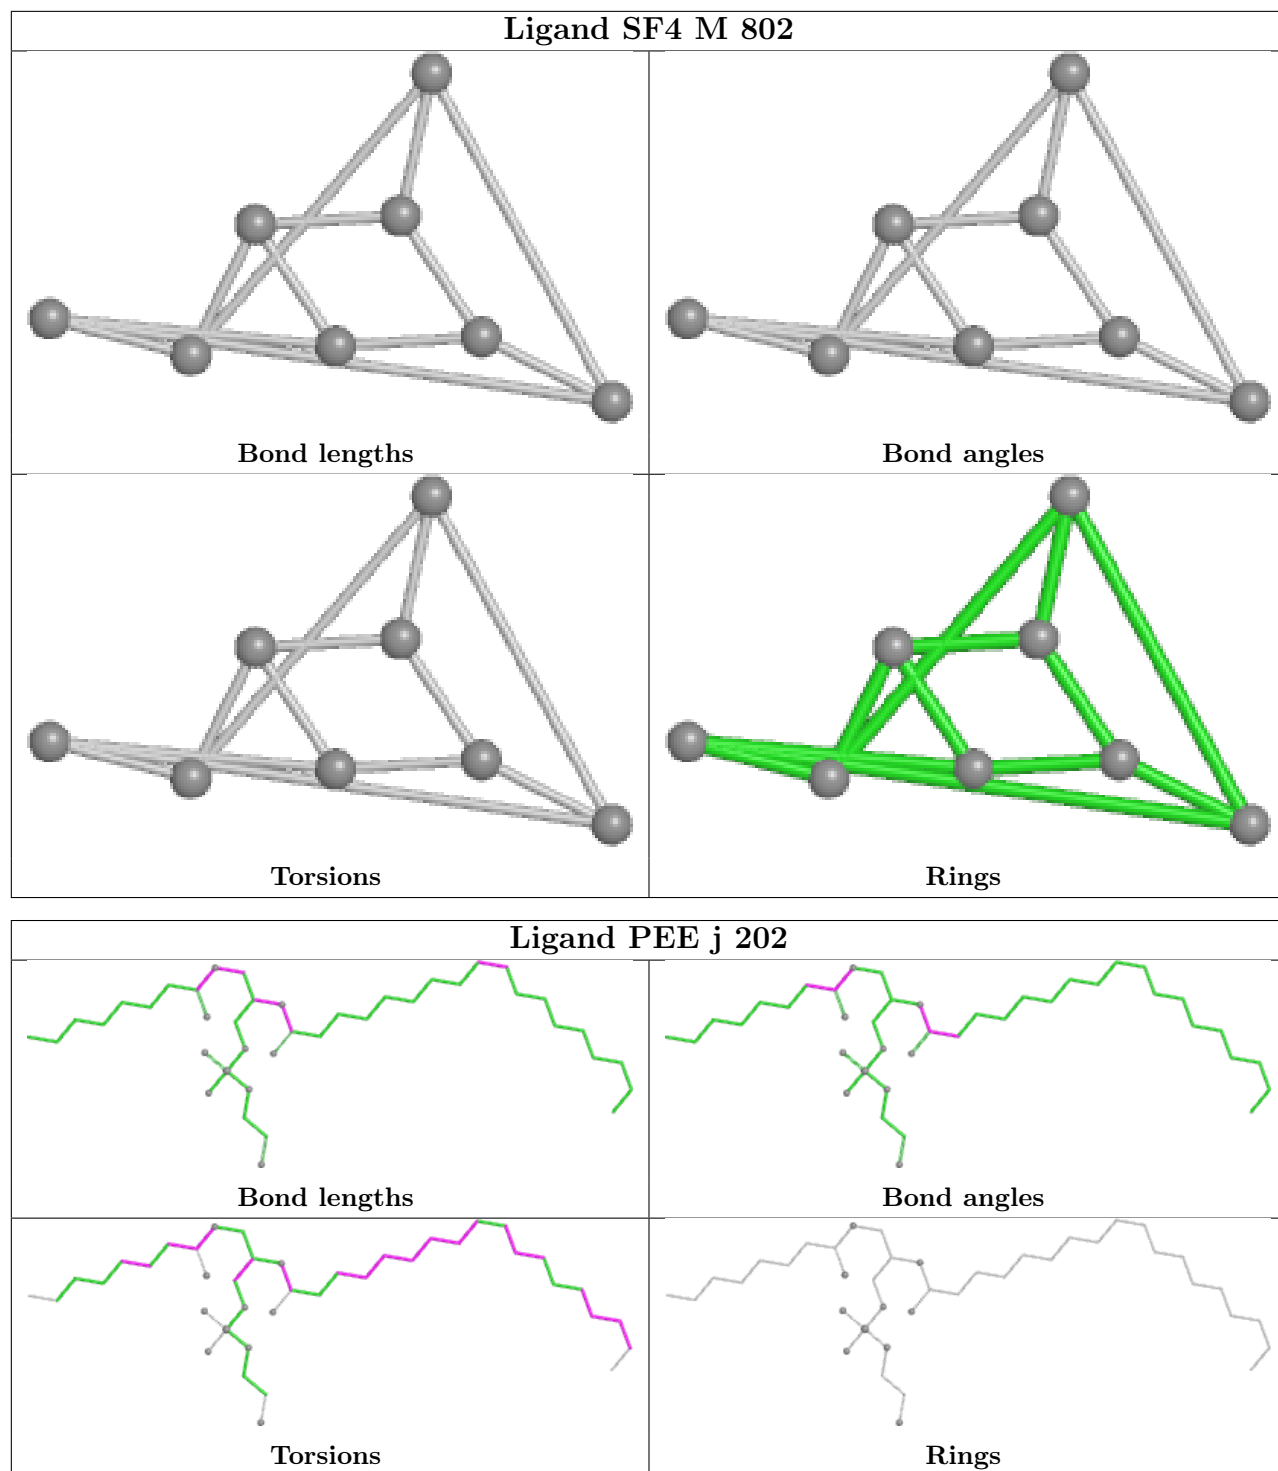 Ligand SF4 M 802
Bond lengths
Bond angles
Torsions
Rings
Ligand PEE j 202
Bond lengths
Bond angles
Torsions
Rings